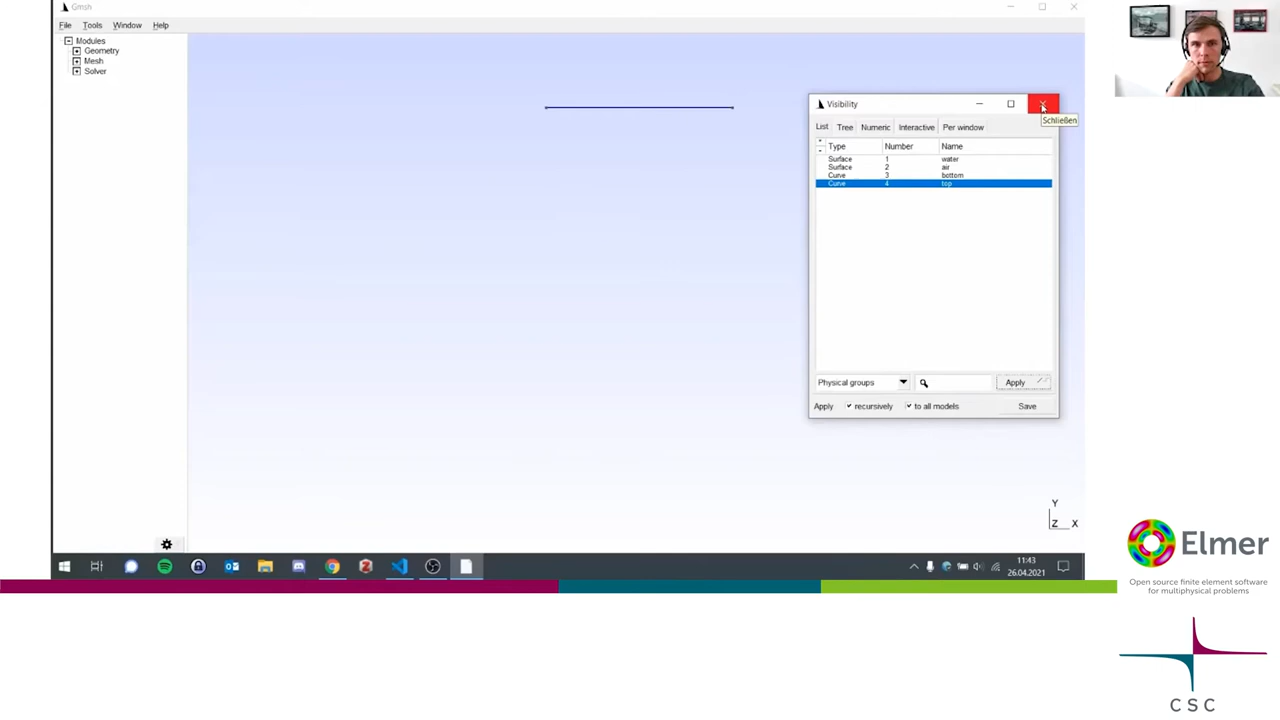 Gmsh
File Tools Window Help
Modules
Geometry
Mesh
Solver
Visibility
Schließen
List Tree Numeric Interactive Per window
Type Number Name
Surface 1 water
Surface 2 air
Curve 3 bottom
Curve 4 top
Physical groups Apply
Apply recursively to all models Save
Y
Z X
11:43
26.04.2021
Elmer
Open source finite element software
for multiphysical problems
CSC